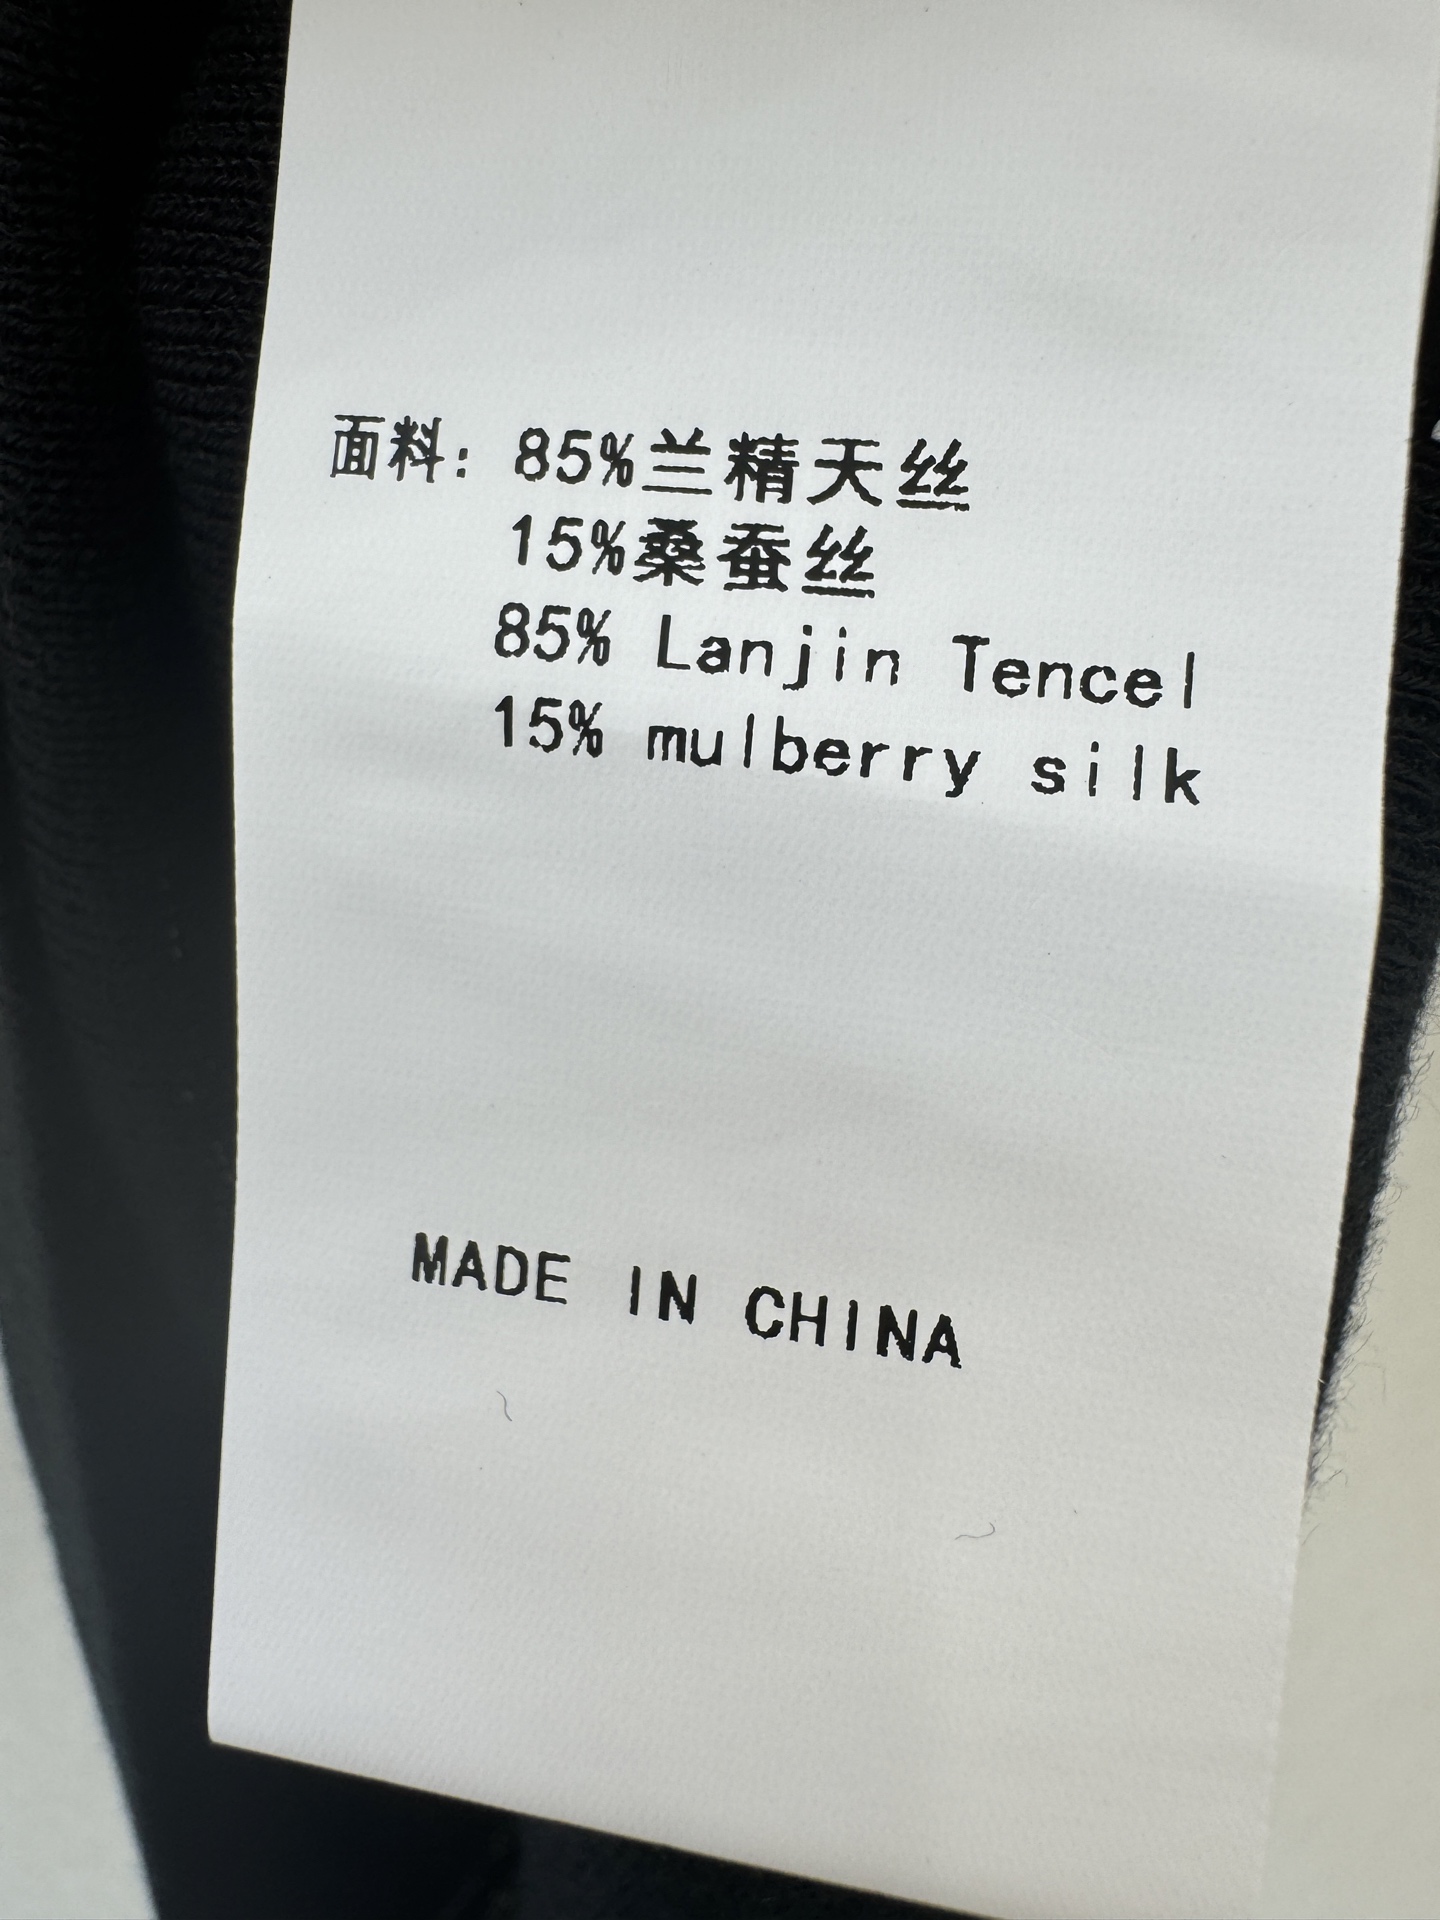 面料: 85%兰精天丝
15%桑蚕丝
85% Lanjin Tencel
15% mulberry silk
MADE IN CHINA